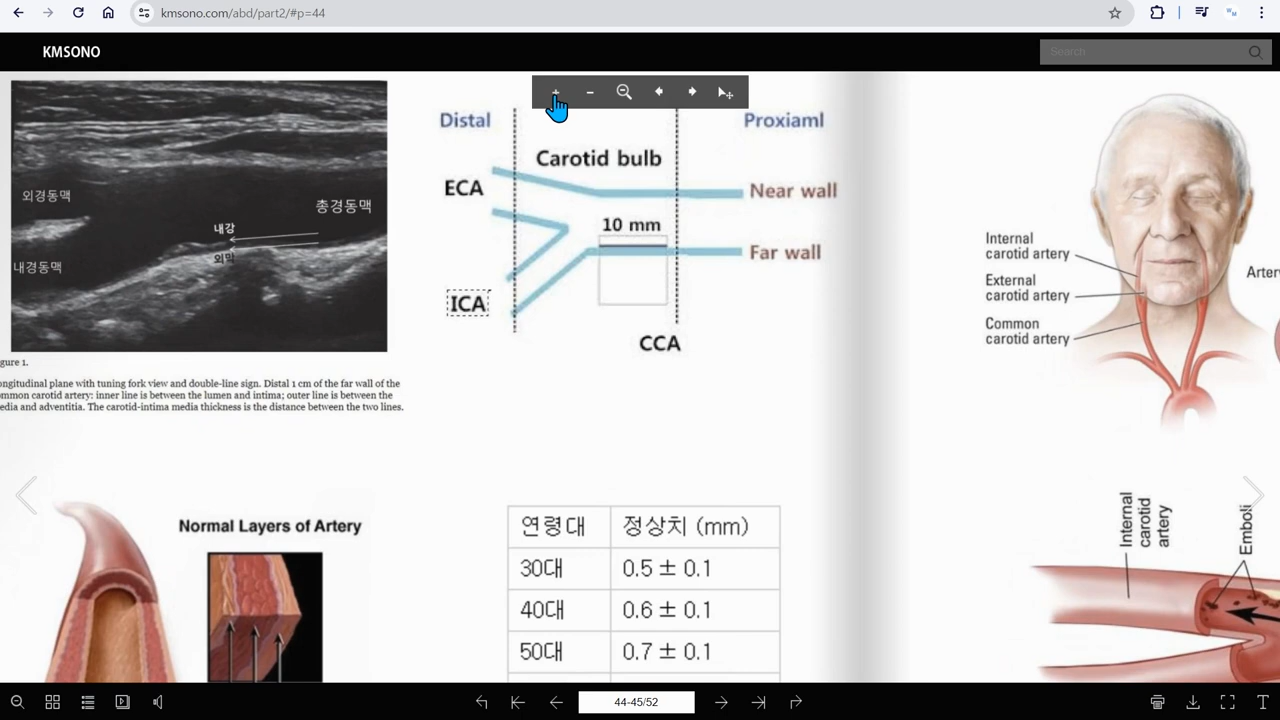 kmsono.com/abd/part2/#p=44
KMSONO
Search
외경동맥
총경동맥
내강
외막
내경동맥
gure 1.
ongitudinal plane with tuning fork view and double-line sign. Distal 1 cm of the far wall of the
ommon carotid artery: inner line is between the lumen and intima; outer line is between the
edia and adventitia. The carotid-intima media thickness is the distance between the two lines.
Distal
Proxiaml
Carotid bulb
ECA
Near wall
10 mm
Far wall
ICA
CCA
Internal
carotid artery
External
carotid artery
Common
carotid artery
Arter
Normal Layers of Artery
연령대 정상치 (mm)
30대 0.5 ± 0.1
40대 0.6 ± 0.1
50대 0.7 ± 0.1
Internal
carotid
artery
Emboli
44-45/52